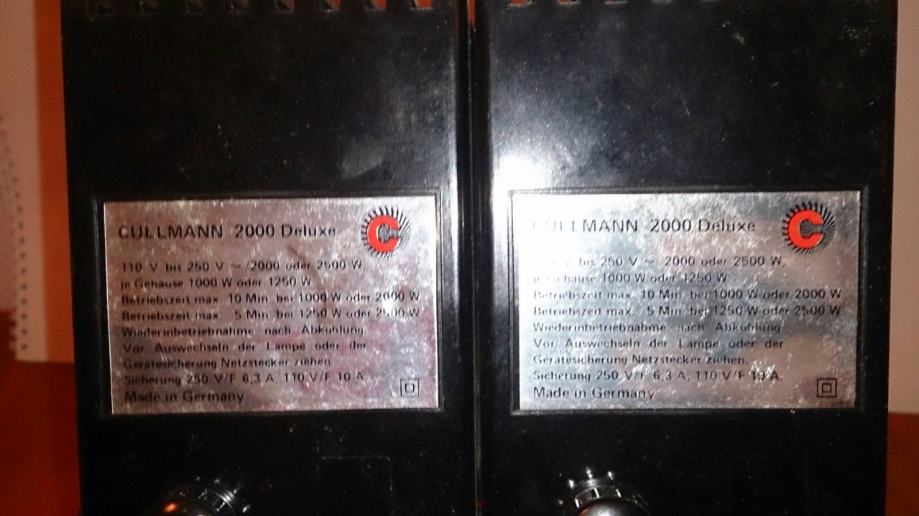 CULLMANN 2000 Deluxe
110 V bis 250 V ~ /2000 oder 2500 W,
je Gehäuse 1000 W oder 1250 W.
Betriebszeit max. 10 Min. bei 1000 W oder 2000 W
Betriebszeit max. 5 Min. bei 1250 W oder 2500 W
Wiederinbetriebnahme nach Abkühlung.
Vor Auswechseln der Lampe oder der
Gerätesicherung Netzstecker ziehen.
Sicherung 250 V/F 6,3 A, 110 V/F 10 A.
Made in Germany
C
CULLMANN 2000 Deluxe
110 V bis 250 V ~ /2000 oder 2500 W,
je Gehäuse 1000 W oder 1250 W.
Betriebszeit max. 10 Min. bei 1000 W oder 2000 W
Betriebszeit max. 5 Min. bei 1250 W oder 2500 W
Wiederinbetriebnahme nach Abkühlung.
Vor Auswechseln der Lampe oder der
Gerätesicherung Netzstecker ziehen.
Sicherung 250 V/F 6,3 A, 110 V/F 10 A.
Made in Germany
C